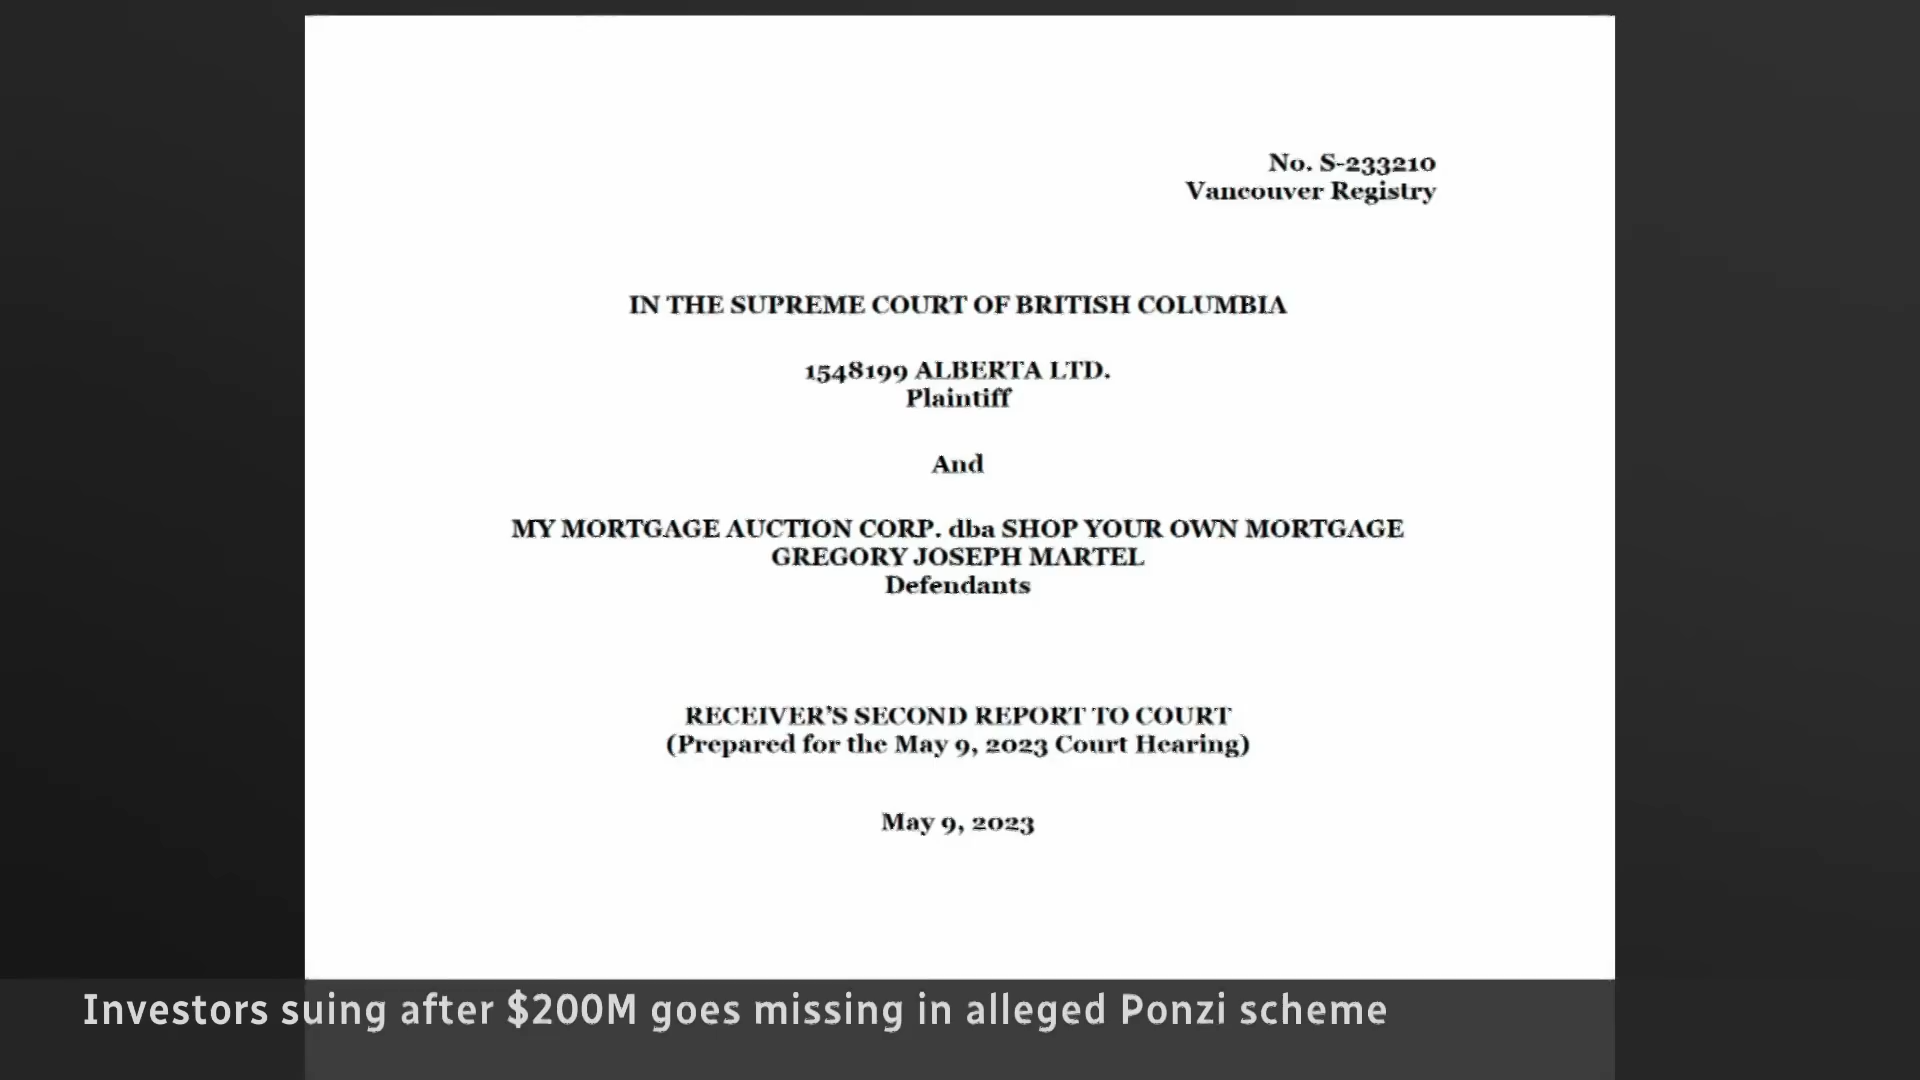 No. S-233210
Vancouver Registry
IN THE SUPREME COURT OF BRITISH COLUMBIA
1548199 ALBERTA LTD.
Plaintiff
And
MY MORTGAGE AUCTION CORP. dba SHOP YOUR OWN MORTGAGE
GREGORY JOSEPH MARTEL
Defendants
RECEIVER'S SECOND REPORT TO COURT
(Prepared for the May 9, 2023 Court Hearing)
May 9, 2023
Investors suing after $200M goes missing in alleged Ponzi scheme